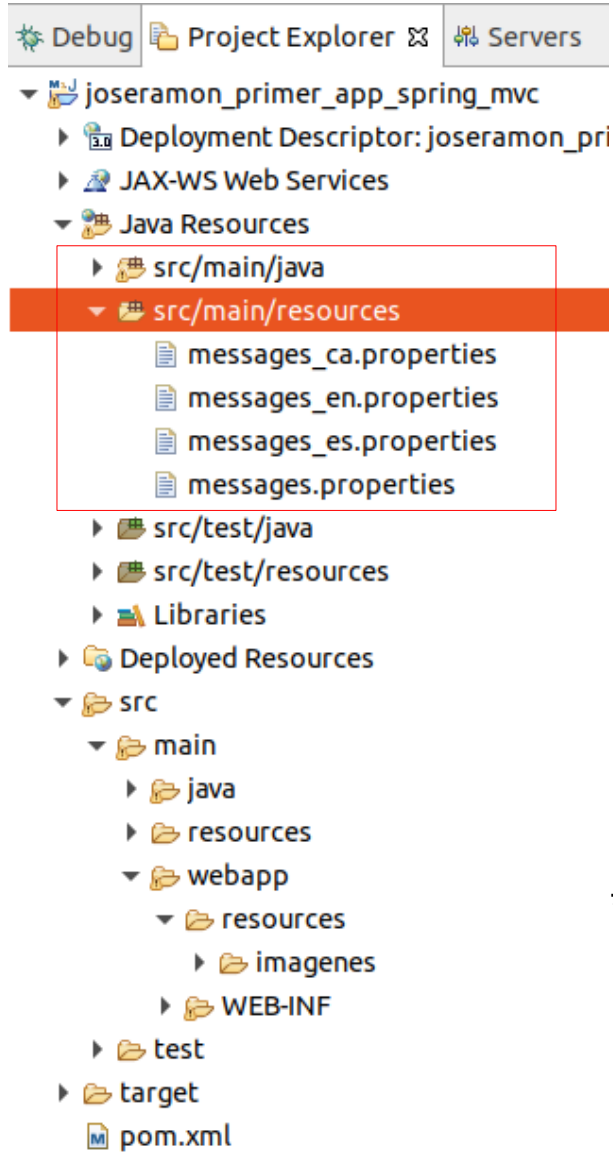 Debug Project Explorer Servers
joseramon_primer_app_spring_mvc
Deployment Descriptor: joseramon_pri
JAX-WS Web Services
Java Resources
src/main/java
src/main/resources
messages_ca.properties
messages_en.properties
messages_es.properties
messages.properties
src/test/java
src/test/resources
Libraries
Deployed Resources
src
main
java
resources
webapp
resources
imagenes
WEB-INF
test
target
pom.xml